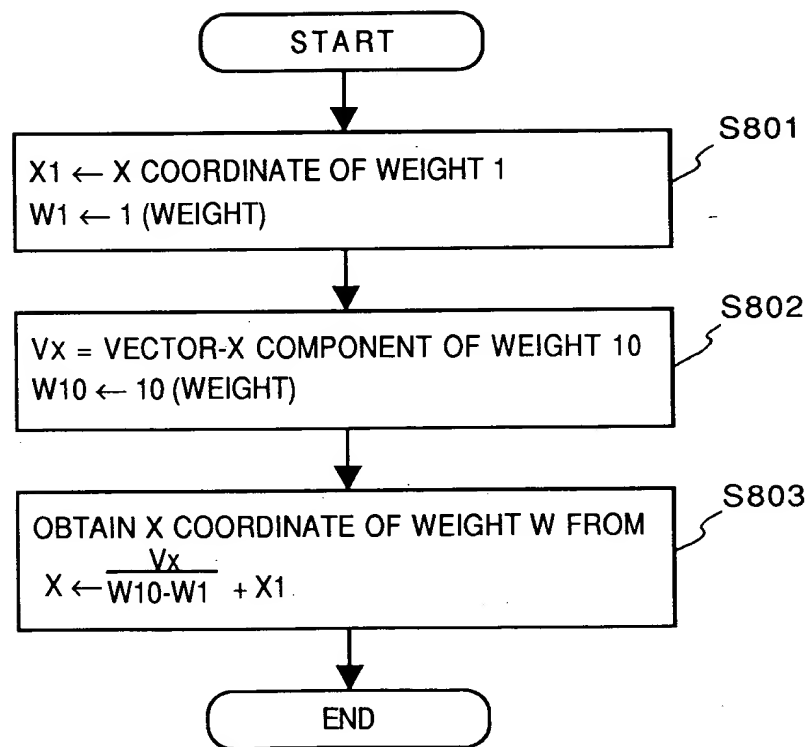 START
S801
X1 ← X COORDINATE OF WEIGHT 1
W1 ← 1 (WEIGHT)
S802
Vx = VECTOR-X COMPONENT OF WEIGHT 10
W10 ← 10 (WEIGHT)
S803
OBTAIN X COORDINATE OF WEIGHT W FROM
X ← Vx / W10-W1 + X1
END